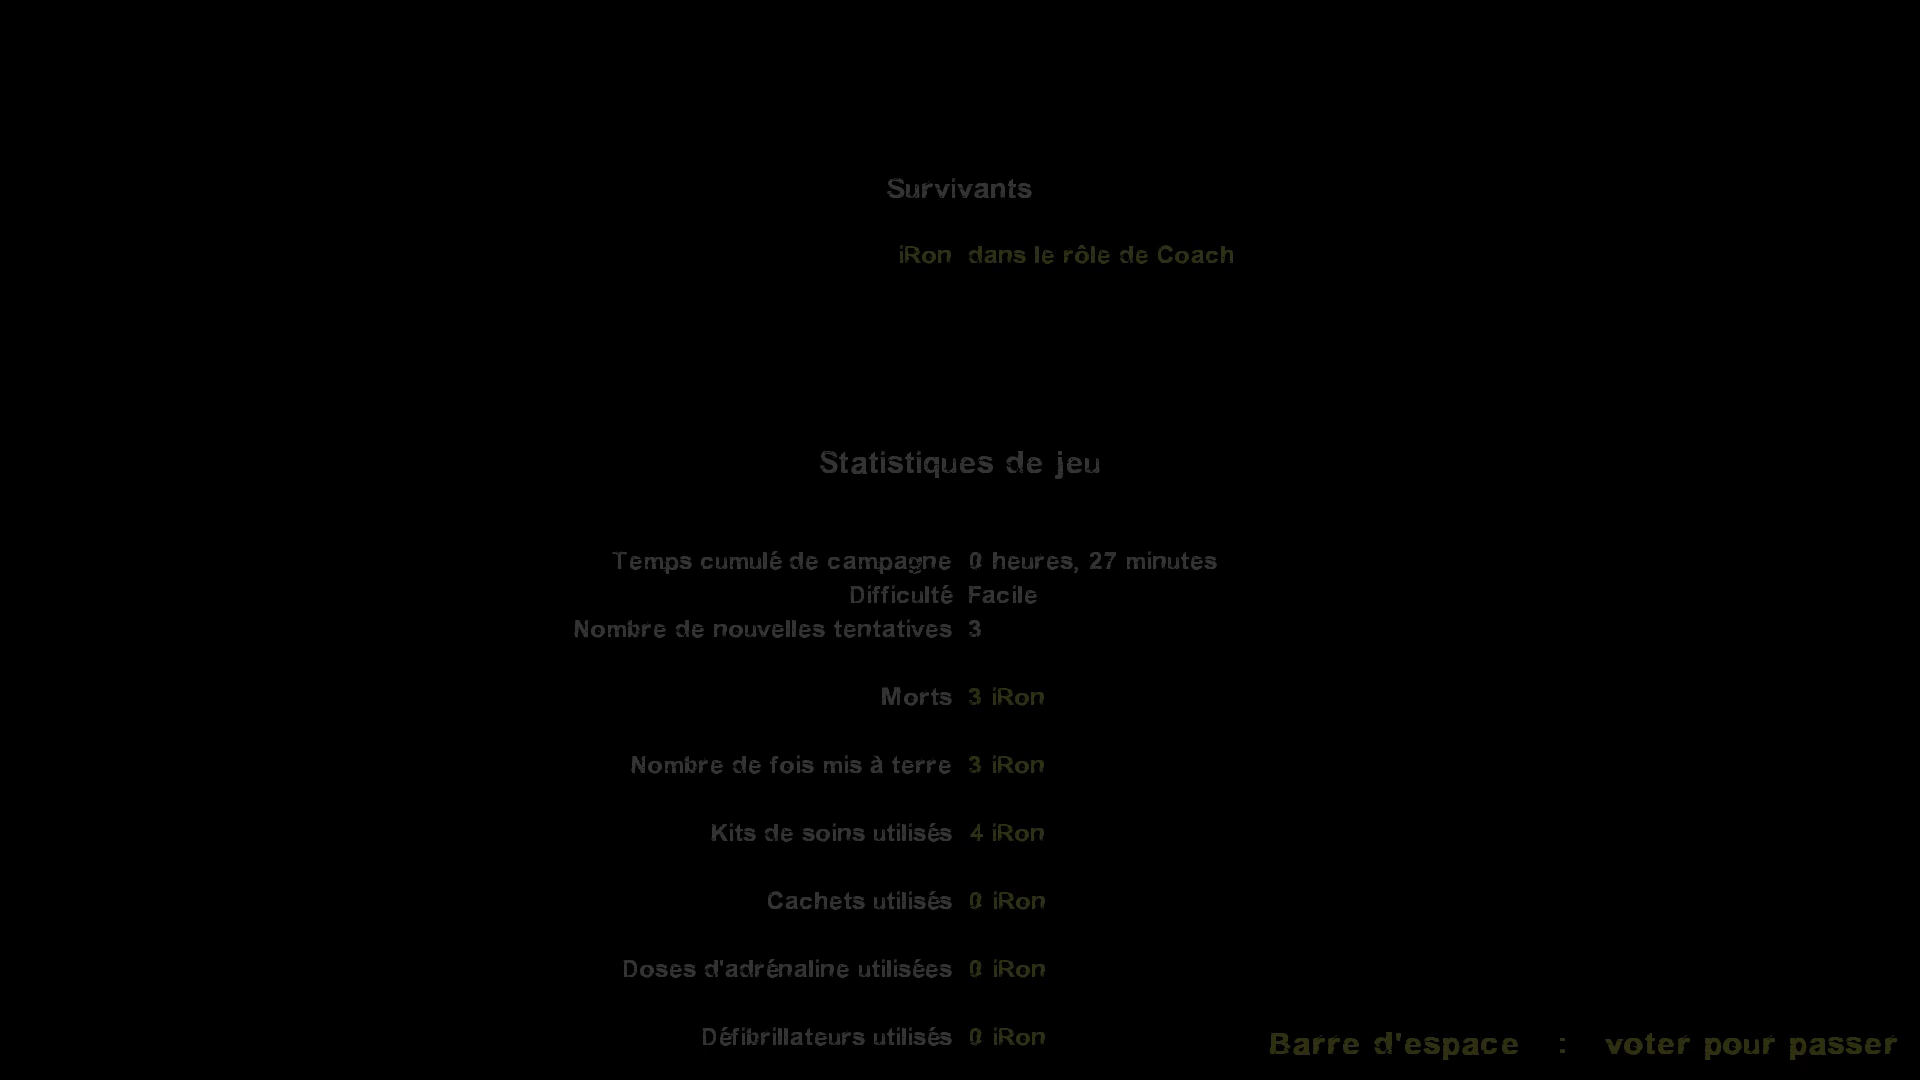 Survivants
iRon dans le rôle de Coach
Statistiques de jeu
Temps cumulé de campagne 0 heures, 27 minutes
Difficulté Facile
Nombre de nouvelles tentatives 3
Morts 3 iRon
Nombre de fois mis à terre 3 iRon
Kits de soins utilisés 4 iRon
Cachets utilisés 0 iRon
Doses d'adrénaline utilisées 0 iRon
Défibrillateurs utilisés 0 iRon
Barre d'espace : voter pour passer